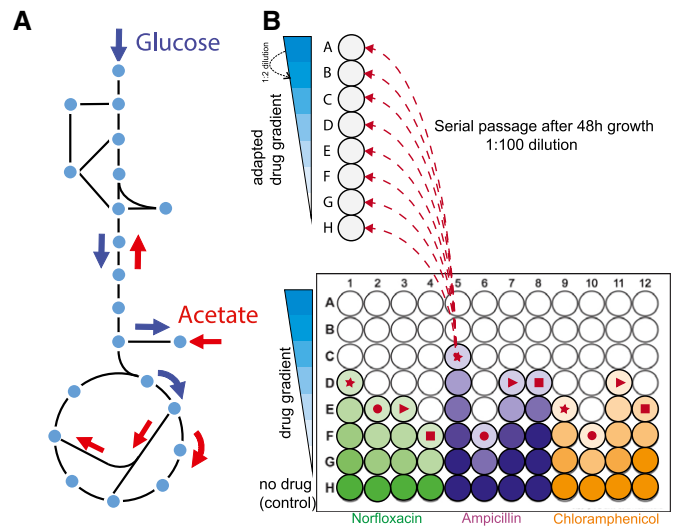 A
Glucose
Acetate
B
1:2 dilution
adapted
drug gradient
A
B
C
D
E
F
G
H
Serial passage after 48h growth
1:100 dilution
drug gradient
no drug
(control)
1 2 3 4 5 6 7 8 9 10 11 12
A
B
C
D
E
F
G
H
Norfloxacin Ampicillin Chloramphenicol